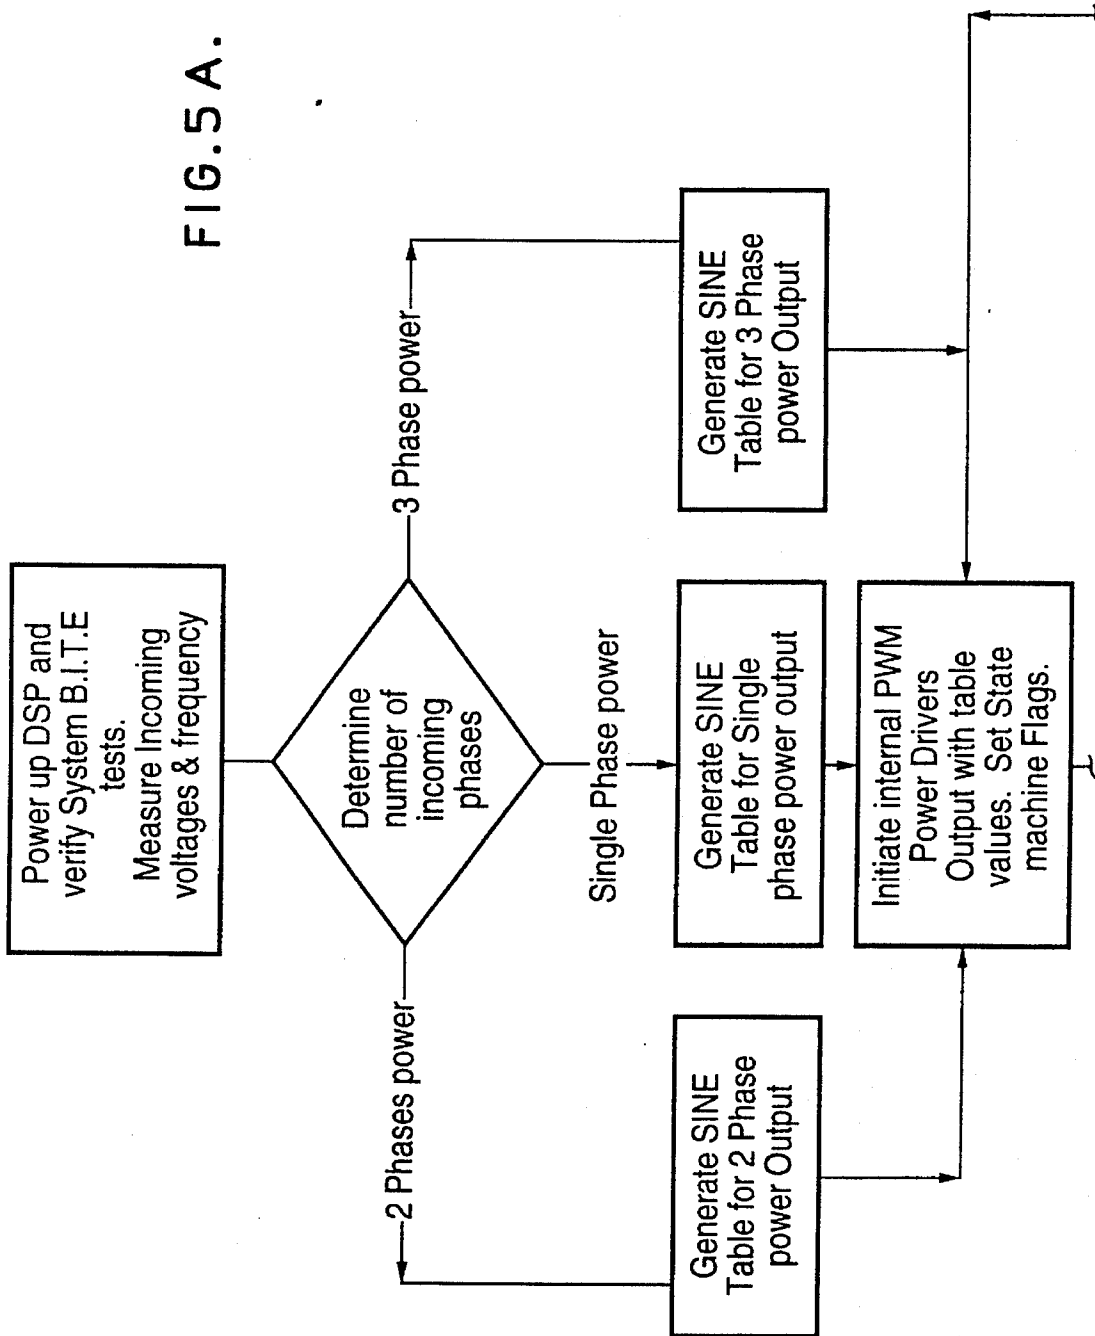 FIG.5A.
Power up DSP and
verify System B.I.T.E
tests.
Measure Incoming
voltages & frequency
Determine
number of
incoming
phases
2 Phases power
Single Phase power
3 Phase power
Generate SINE
Table for 2 Phase
power Output
Generate SINE
Table for Single
phase power output
Generate SINE
Table for 3 Phase
power Output
Initiate internal PWM
Power Drivers
Output with table
values. Set State
machine Flags.